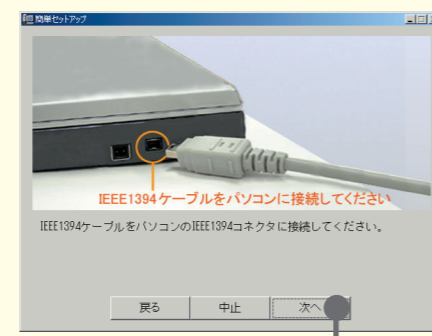 簡単セットアップ
IEEE1394ケーブルをパソコンに接続してください
IEEE1394ケーブルをパソコンのIEEE1394コネクタに接続してください。
戻る
中止
次へ